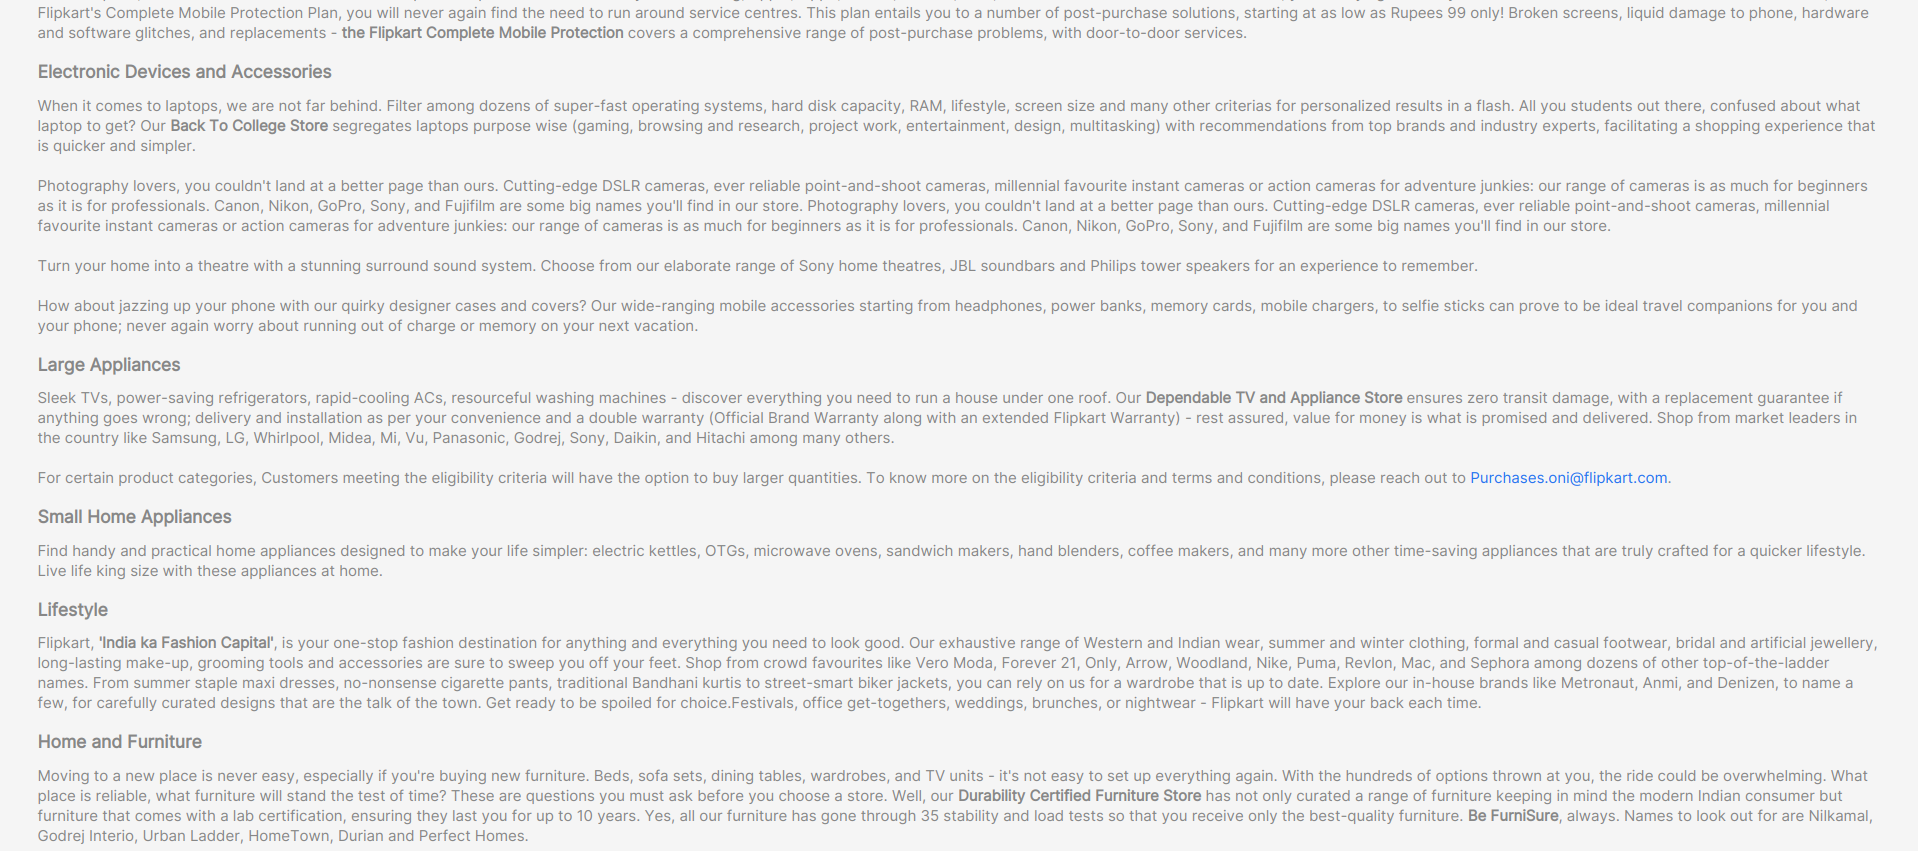 Flipkart's Complete Mobile Protection Plan, you will never again find the need to run around service centres. This plan entails you to a number of post-purchase solutions, starting at as low as Rupees 99 only! Broken screens, liquid damage to phone, hardware
and software glitches, and replacements - the Flipkart Complete Mobile Protection covers a comprehensive range of post-purchase problems, with door-to-door services.
Electronic Devices and Accessories
When it comes to laptops, we are not far behind. Filter among dozens of super-fast operating systems, hard disk capacity, RAM, lifestyle, screen size and many other criterias for personalized results in a flash. All you students out there, confused about what
laptop to get? Our Back To College Store segregates laptops purpose wise (gaming, browsing and research, project work, entertainment, design, multitasking) with recommendations from top brands and industry experts, facilitating a shopping experience that
is quicker and simpler.
Photography lovers, you couldn't land at a better page than ours. Cutting-edge DSLR cameras, ever reliable point-and-shoot cameras, millennial favourite instant cameras or action cameras for adventure junkies: our range of cameras is as much for beginners
as it is for professionals. Canon, Nikon, GoPro, Sony, and Fujifilm are some big names you'll find in our store. Photography lovers, you couldn't land at a better page than ours. Cutting-edge DSLR cameras, ever reliable point-and-shoot cameras, millennial
favourite instant cameras or action cameras for adventure junkies: our range of cameras is as much for beginners as it is for professionals. Canon, Nikon, GoPro, Sony, and Fujifilm are some big names you'll find in our store.
Turn your home into a theatre with a stunning surround sound system. Choose from our elaborate range of Sony home theatres, JBL soundbars and Philips tower speakers for an experience to remember.
How about jazzing up your phone with our quirky designer cases and covers? Our wide-ranging mobile accessories starting from headphones, power banks, memory cards, mobile chargers, to selfie sticks can prove to be ideal travel companions for you and
your phone; never again worry about running out of charge or memory on your next vacation.
Large Appliances
Sleek TVs, power-saving refrigerators, rapid-cooling ACs, resourceful washing machines - discover everything you need to run a house under one roof. Our Dependable TV and Appliance Store ensures zero transit damage, with a replacement guarantee if
anything goes wrong; delivery and installation as per your convenience and a double warranty (Official Brand Warranty along with an extended Flipkart Warranty) - rest assured, value for money is what is promised and delivered. Shop from market leaders in
the country like Samsung, LG, Whirlpool, Midea, Mi, Vu, Panasonic, Godrej, Sony, Daikin, and Hitachi among many others.
For certain product categories, Customers meeting the eligibility criteria will have the option to buy larger quantities. To know more on the eligibility criteria and terms and conditions, please reach out to Purchases.oni@flipkart.com.
Small Home Appliances
Find handy and practical home appliances designed to make your life simpler: electric kettles, OTGs, microwave ovens, sandwich makers, hand blenders, coffee makers, and many more other time-saving appliances that are truly crafted for a quicker lifestyle.
Live life king size with these appliances at home.
Lifestyle
Flipkart, 'India ka Fashion Capital', is your one-stop fashion destination for anything and everything you need to look good. Our exhaustive range of Western and Indian wear, summer and winter clothing, formal and casual footwear, bridal and artificial jewellery,
long-lasting make-up, grooming tools and accessories are sure to sweep you off your feet. Shop from crowd favourites like Vero Moda, Forever 21, Only, Arrow, Woodland, Nike, Puma, Revlon, Mac, and Sephora among dozens of other top-of-the-ladder
names. From summer staple maxi dresses, no-nonsense cigarette pants, traditional Bandhani kurtis to street-smart biker jackets, you can rely on us for a wardrobe that is up to date. Explore our in-house brands like Metronaut, Anmi, and Denizen, to name a
few, for carefully curated designs that are the talk of the town. Get ready to be spoiled for choice.Festivals, office get-togethers, weddings, brunches, or nightwear - Flipkart will have your back each time.
Home and Furniture
Moving to a new place is never easy, especially if you're buying new furniture. Beds, sofa sets, dining tables, wardrobes, and TV units - it's not easy to set up everything again. With the hundreds of options thrown at you, the ride could be overwhelming. What
place is reliable, what furniture will stand the test of time? These are questions you must ask before you choose a store. Well, our Durability Certified Furniture Store has not only curated a range of furniture keeping in mind the modern Indian consumer but
furniture that comes with a lab certification, ensuring they last you for up to 10 years. Yes, all our furniture has gone through 35 stability and load tests so that you receive only the best-quality furniture. Be FurniSure, always. Names to look out for are Nilkamal,
Godrej Interio, Urban Ladder, HomeTown, Durian and Perfect Homes.